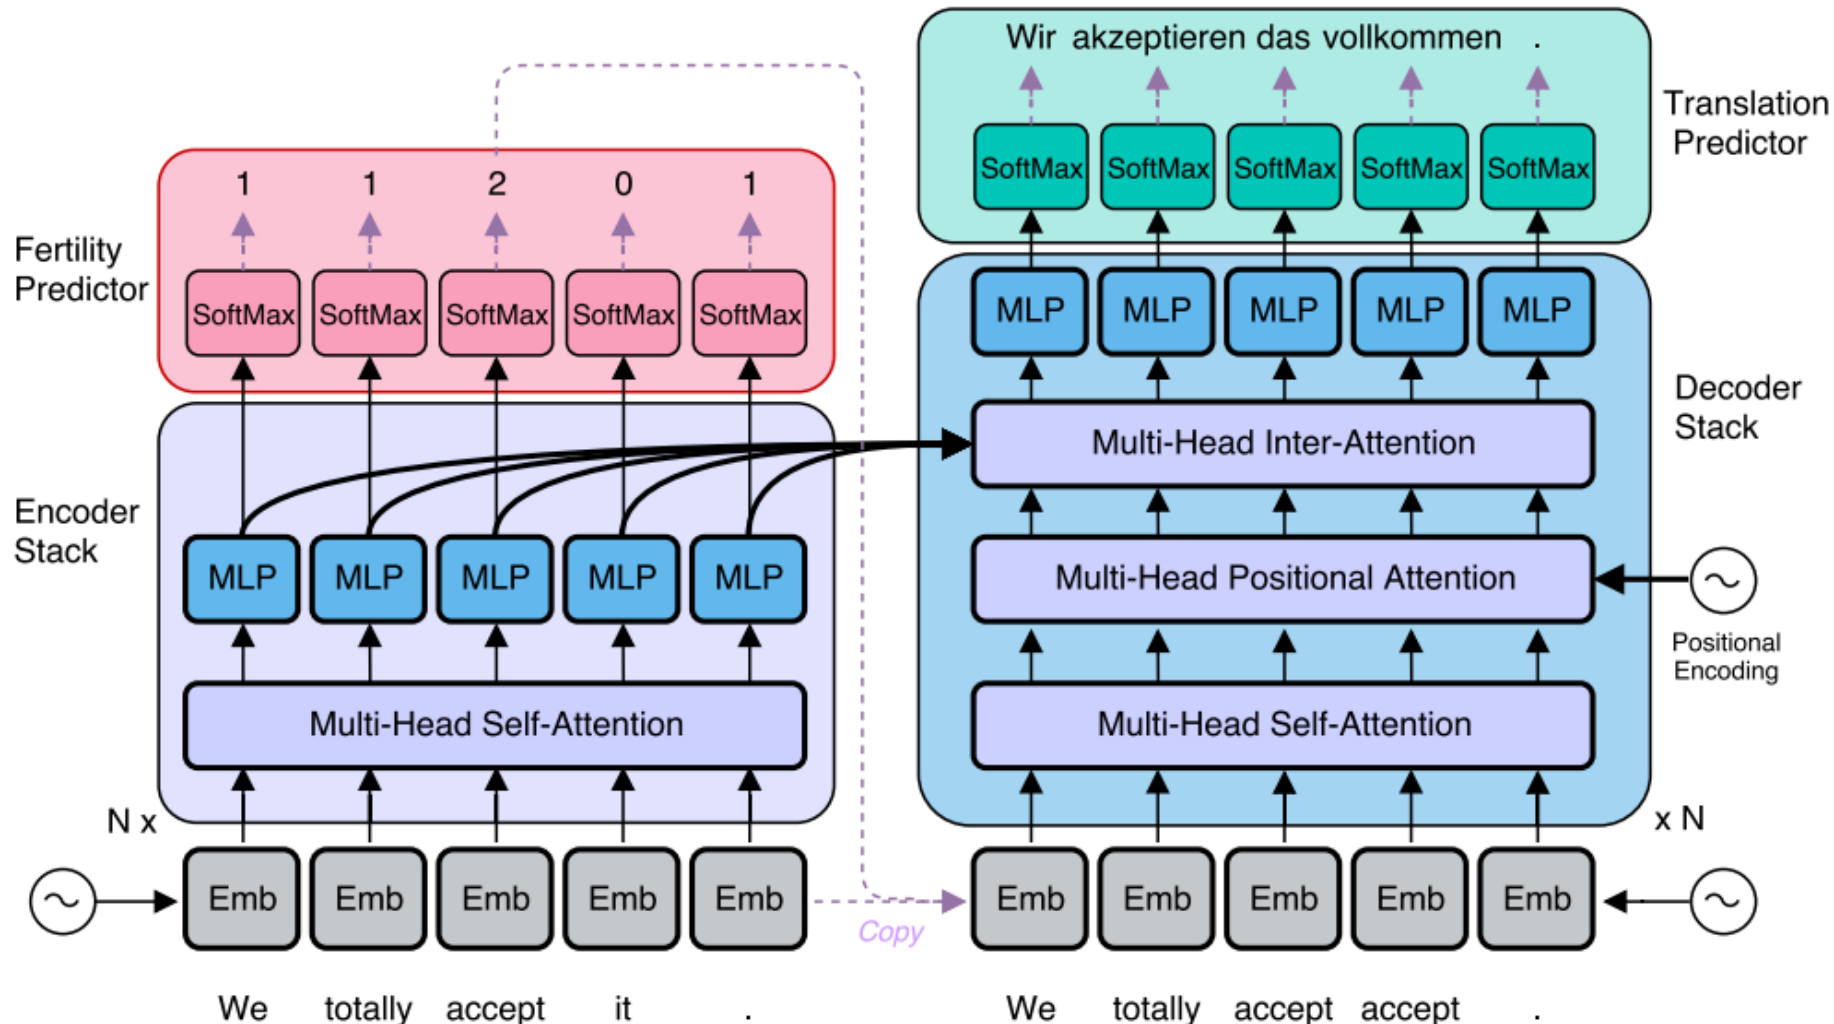 Wir akzeptieren das vollkommen .
Translation
Predictor
SoftMax SoftMax SoftMax SoftMax SoftMax
1 1 2 0 1
Fertility
Predictor
SoftMax SoftMax SoftMax SoftMax SoftMax
MLP MLP MLP MLP MLP
Decoder
Stack
Multi-Head Inter-Attention
Encoder
Stack
MLP MLP MLP MLP MLP
Multi-Head Positional Attention
Positional
Encoding
Multi-Head Self-Attention
Multi-Head Self-Attention
N x
x N
Emb Emb Emb Emb Emb
Copy
Emb Emb Emb Emb Emb
We totally accept it .
We totally accept accept .